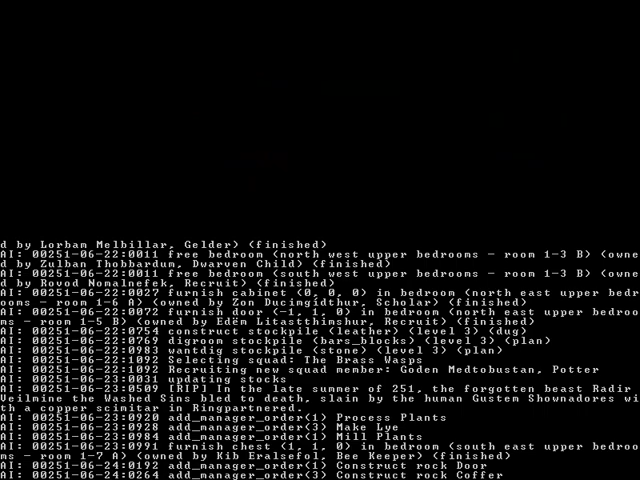 d by Lorbam Melbillar, Gelder) (finished)
AI: 00251-06-22:0011 free bedroom (north west upper bedrooms - room 1-3 B) (owne
d by Zulban Thobbardum, Dwarven Child) (finished)
AI: 00251-06-22:0011 free bedroom (south west upper bedrooms - room 1-3 B) (owne
d by Rovod Nomalnefek, Recruit) (finished)
AI: 00251-06-22:0027 furnish cabinet (0, 0, 0) in bedroom (north east upper bedr
ooms - room 1-6 A) (owned by Zon Ducimgidthur, Scholar) (finished)
AI: 00251-06-22:0072 furnish door (-1, 1, 0) in bedroom (north east upper bedroo
ms - room 1-5 B) (owned by Edëm Litastthimshur, Recruit) (finished)
AI: 00251-06-22:0754 construct stockpile (leather) (level 3) (dug)
AI: 00251-06-22:0769 digroom stockpile (bars_blocks) (level 3) (plan)
AI: 00251-06-22:0983 wantdig stockpile (stone) (level 3) (plan)
AI: 00251-06-22:1092 Selecting squad: The Brass Wasps
AI: 00251-06-22:1092 Recruiting new squad member: Goden Medtobustan, Potter
AI: 00251-06-23:0031 updating stocks
AI: 00251-06-23:0509 [RIP] In the late summer of 251, the forgotten beast Radir
Veilmine the Washed Sins bled to death, slain by the human Gustem Shownadores wi
th a copper scimitar in Ringpartnered.
AI: 00251-06-23:0920 add_manager_order(1) Process Plants
AI: 00251-06-23:0928 add_manager_order(3) Make Lye
AI: 00251-06-23:0984 add_manager_order(1) Mill Plants
AI: 00251-06-23:0991 furnish chest (1, 1, 0) in bedroom (south east upper bedroo
ms - room 1-7 A) (owned by Kib Eralsefol, Bee Keeper) (finished)
AI: 00251-06-24:0192 add_manager_order(1) Construct rock Door
AI: 00251-06-24:0264 add_manager_order(3) Construct rock Coffer